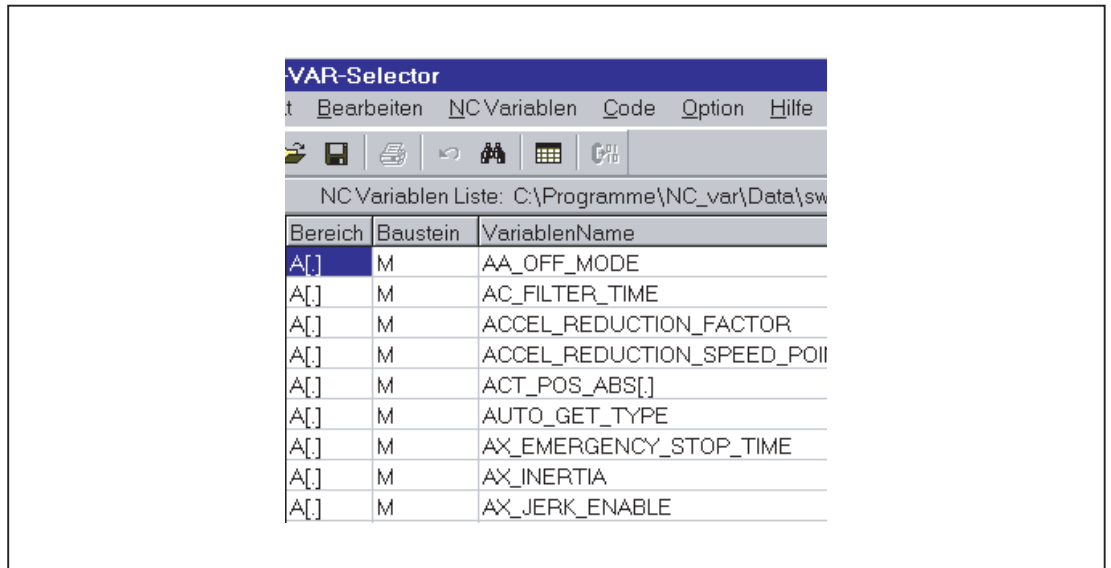 -VAR-Selector
t Bearbeiten NC Variablen Code Option Hilfe
NC Variablen Liste: C:\Programme\NC_var\Data\sw
Bereich Baustein VariablenName
A[.] M AA_OFF_MODE
A[.] M AC_FILTER_TIME
A[.] M ACCEL_REDUCTION_FACTOR
A[.] M ACCEL_REDUCTION_SPEED_POI
A[.] M ACT_POS_ABS[.]
A[.] M AUTO_GET_TYPE
A[.] M AX_EMERGENCY_STOP_TIME
A[.] M AX_INERTIA
A[.] M AX_JERK_ENABLE